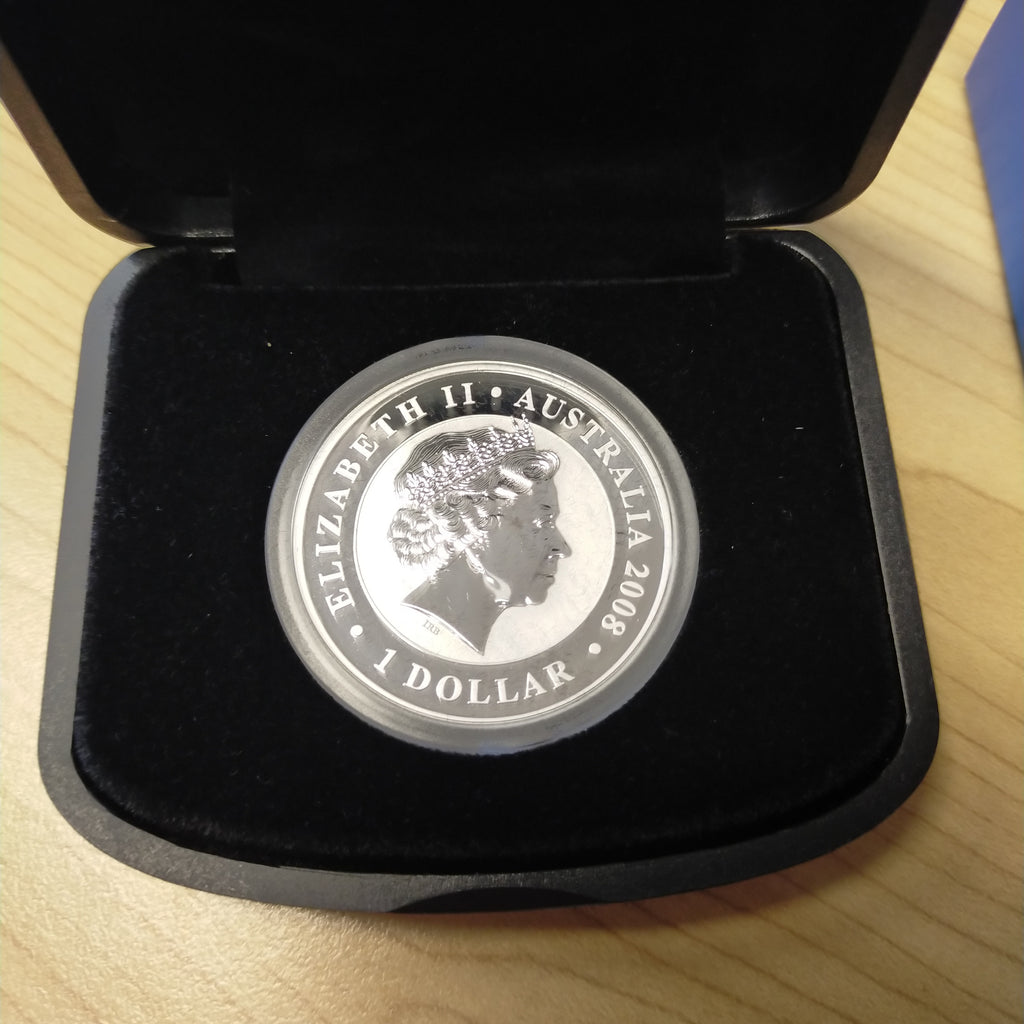 ELIZABETH II • AUSTRALIA 2008 •
1 DOLLAR •
IRB